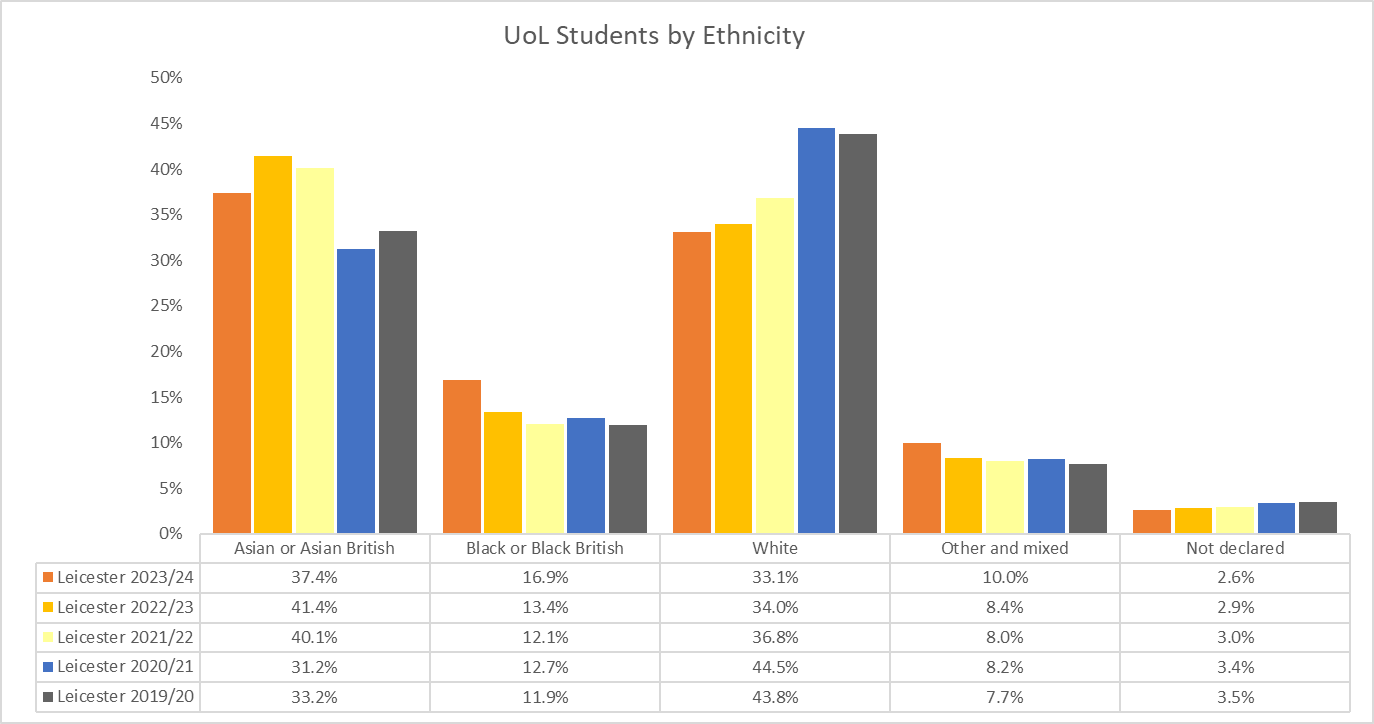 UoL Students by Ethnicity
50%
45%
40%
35%
30%
25%
20%
15%
10%
5%
0%
Asian or Asian British Black or Black British White Other and mixed Not declared
Leicester 2023/24 37.4% 16.9% 33.1% 10.0% 2.6%
Leicester 2022/23 41.4% 13.4% 34.0% 8.4% 2.9%
Leicester 2021/22 40.1% 12.1% 36.8% 8.0% 3.0%
Leicester 2020/21 31.2% 12.7% 44.5% 8.2% 3.4%
Leicester 2019/20 33.2% 11.9% 43.8% 7.7% 3.5%